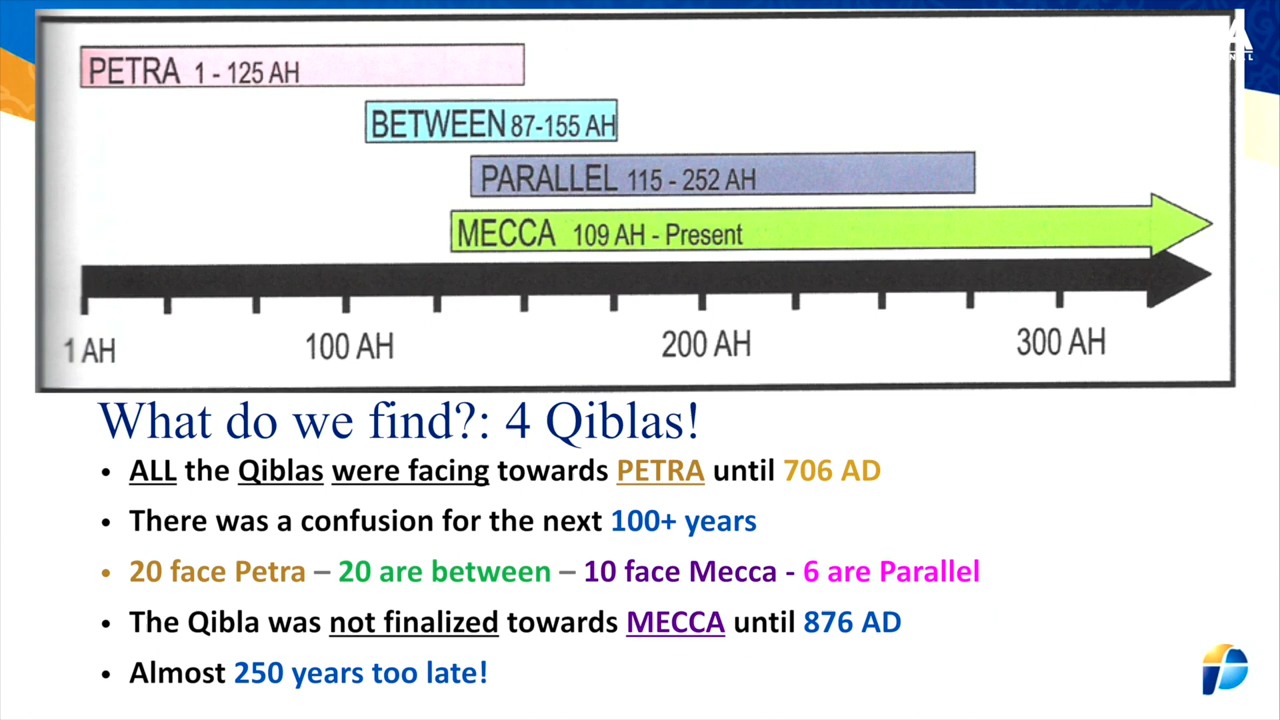 PETRA 1 - 125 AH
BETWEEN 87-155 AH
PARALLEL 115 - 252 AH
MECCA 109 AH - Present
1 AH 100 AH 200 AH 300 AH
What do we find?: 4 Qiblas!
• ALL the Qiblas were facing towards PETRA until 706 AD
• There was a confusion for the next 100+ years
• 20 face Petra – 20 are between – 10 face Mecca - 6 are Parallel
• The Qibla was not finalized towards MECCA until 876 AD
• Almost 250 years too late!